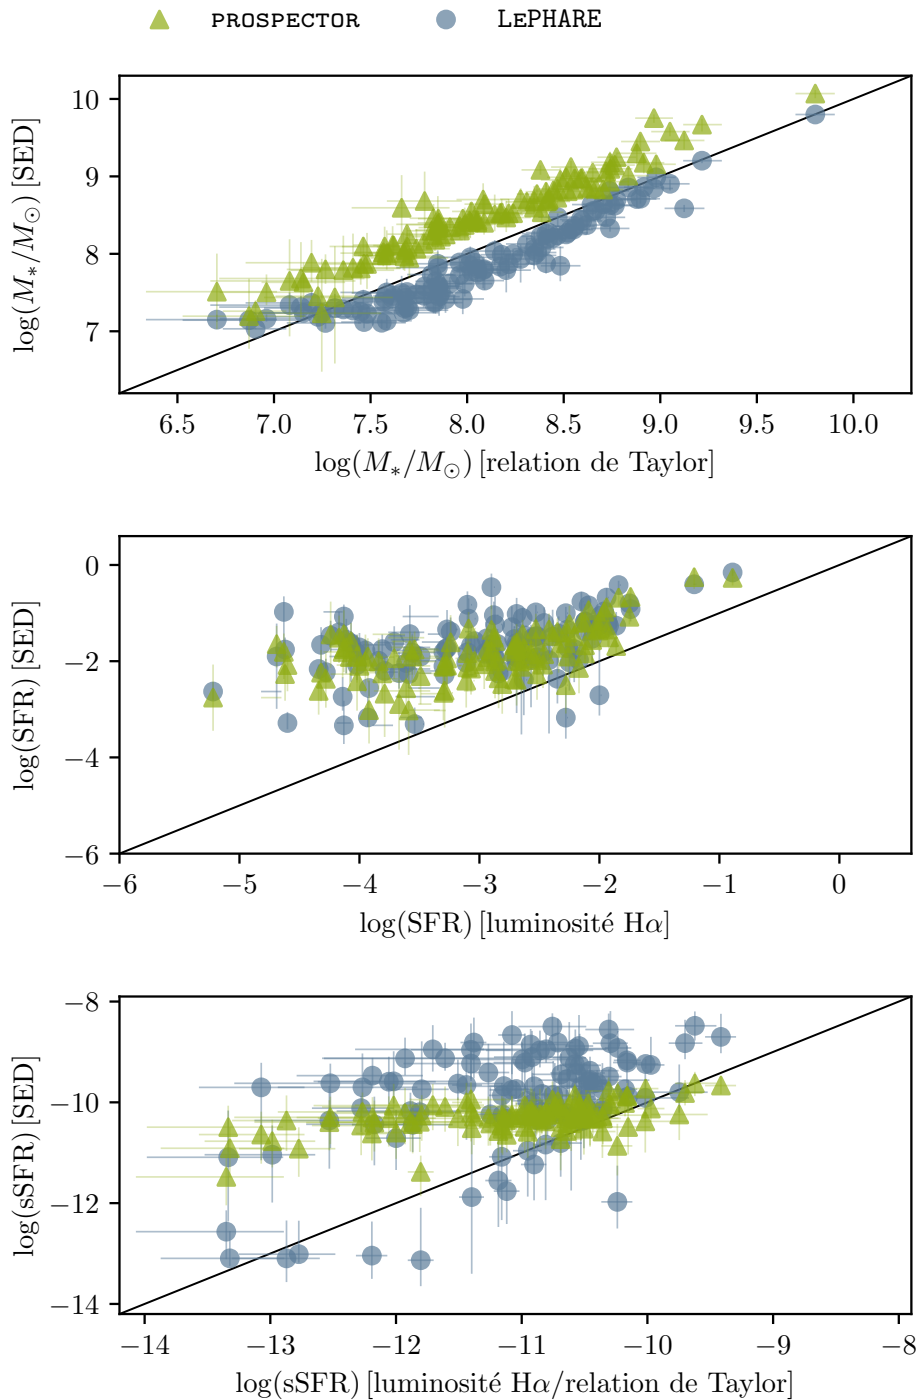 PROSPECTOR LEPHARE
10
9
8
7
log(M∗/M⊙) [SED]
6.5 7.0 7.5 8.0 8.5 9.0 9.5 10.0
log(M∗/M⊙) [relation de Taylor]
0
−2
−4
−6
log(SFR) [SED]
−6 −5 −4 −3 −2 −1 0
log(SFR) [luminosité Hα]
−8
−10
−12
−14
log(sSFR) [SED]
−14 −13 −12 −11 −10 −9 −8
log(sSFR) [luminosité Hα/relation de Taylor]